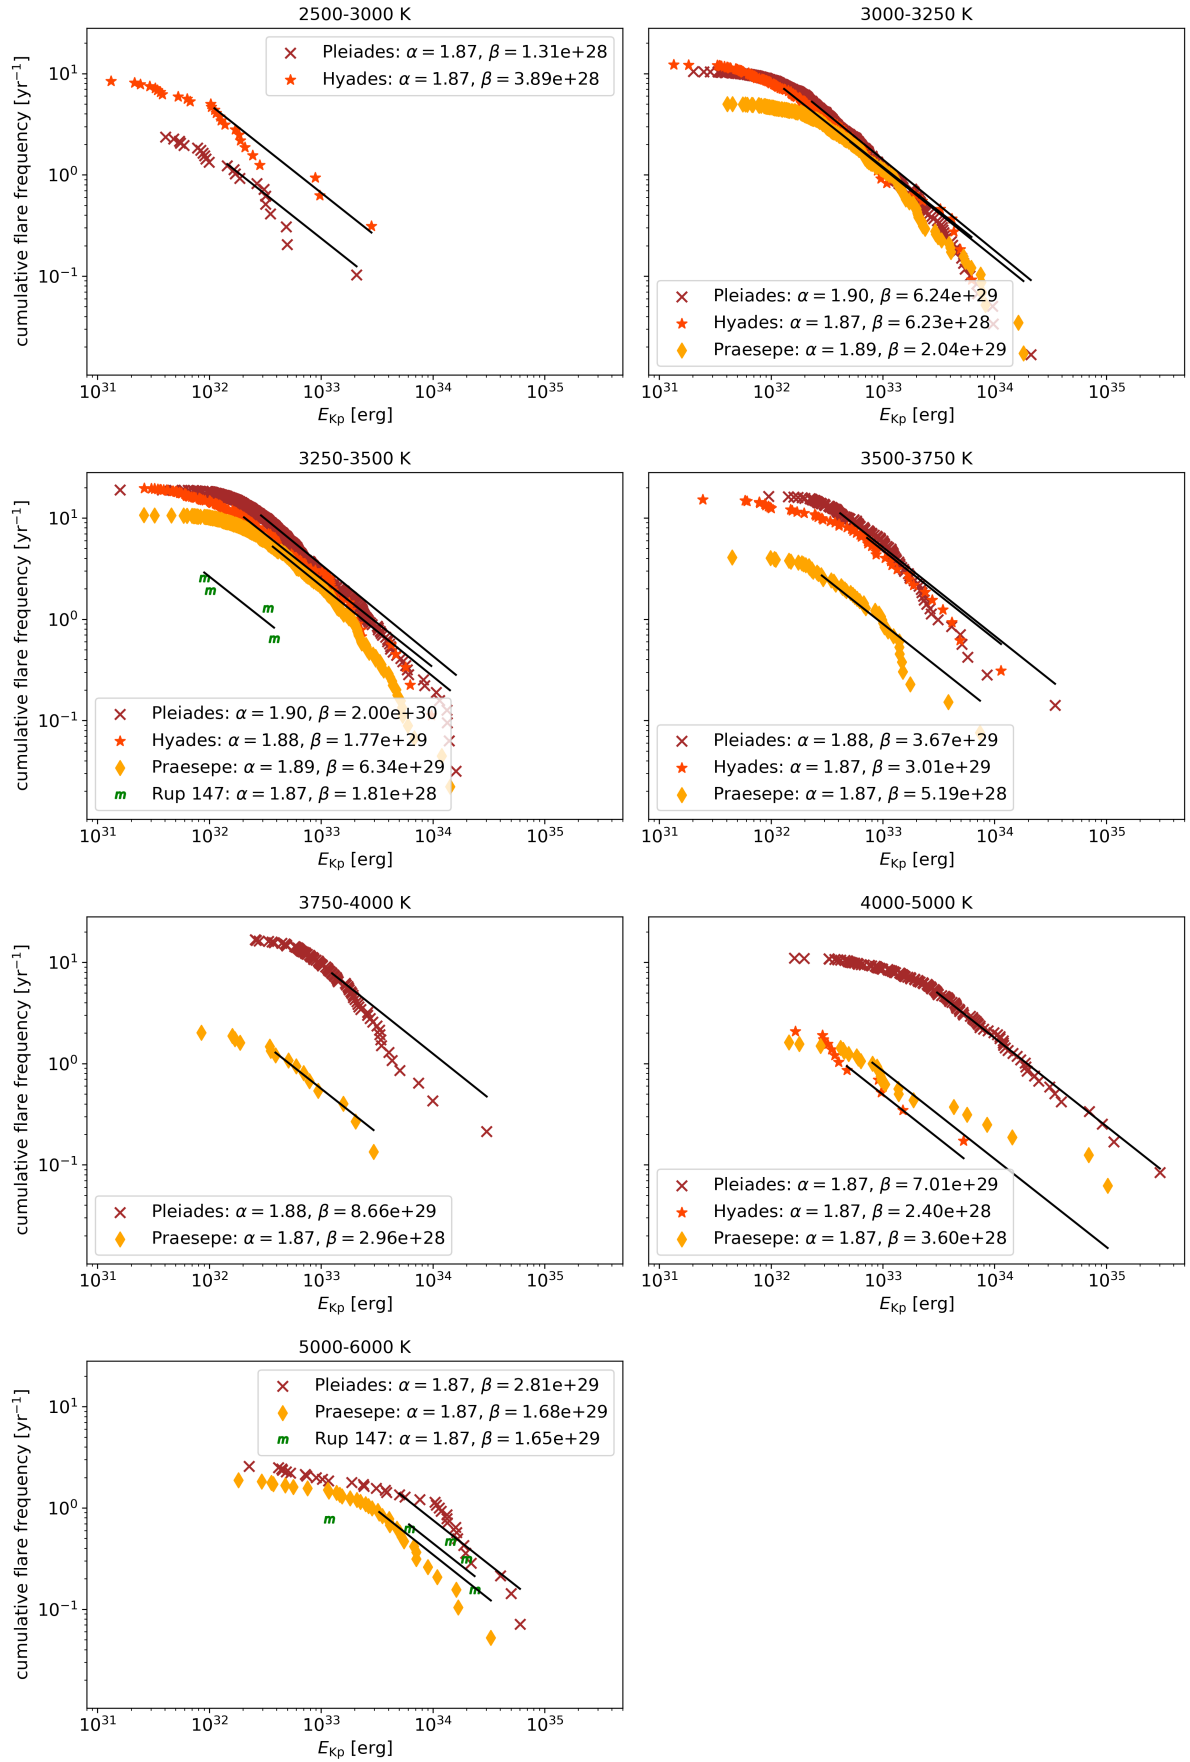 2500-3000 K
cumulative flare frequency [yr⁻¹]
10¹
10⁰
10⁻¹
Pleiades: α = 1.87, β = 1.31e+28
Hyades: α = 1.87, β = 3.89e+28
10³¹ 10³² 10³³ 10³⁴ 10³⁵
E_Kp [erg]
3000-3250 K
Pleiades: α = 1.90, β = 6.24e+29
Hyades: α = 1.87, β = 6.23e+28
Praesepe: α = 1.89, β = 2.04e+29
10³¹ 10³² 10³³ 10³⁴ 10³⁵
E_Kp [erg]
3250-3500 K
cumulative flare frequency [yr⁻¹]
10¹
10⁰
10⁻¹
m
m
m
m
Pleiades: α = 1.90, β = 2.00e+30
Hyades: α = 1.88, β = 1.77e+29
Praesepe: α = 1.89, β = 6.34e+29
m Rup 147: α = 1.87, β = 1.81e+28
10³¹ 10³² 10³³ 10³⁴ 10³⁵
E_Kp [erg]
3500-3750 K
Pleiades: α = 1.88, β = 3.67e+29
Hyades: α = 1.87, β = 3.01e+29
Praesepe: α = 1.87, β = 5.19e+28
10³¹ 10³² 10³³ 10³⁴ 10³⁵
E_Kp [erg]
3750-4000 K
cumulative flare frequency [yr⁻¹]
10¹
10⁰
10⁻¹
Pleiades: α = 1.88, β = 8.66e+29
Praesepe: α = 1.87, β = 2.96e+28
10³¹ 10³² 10³³ 10³⁴ 10³⁵
E_Kp [erg]
4000-5000 K
Pleiades: α = 1.87, β = 7.01e+29
Hyades: α = 1.87, β = 2.40e+28
Praesepe: α = 1.87, β = 3.60e+28
10³¹ 10³² 10³³ 10³⁴ 10³⁵
E_Kp [erg]
5000-6000 K
cumulative flare frequency [yr⁻¹]
10¹
10⁰
10⁻¹
Pleiades: α = 1.87, β = 2.81e+29
Praesepe: α = 1.87, β = 1.68e+29
m Rup 147: α = 1.87, β = 1.65e+29
m
m
m
m
m
10³¹ 10³² 10³³ 10³⁴ 10³⁵
E_Kp [erg]